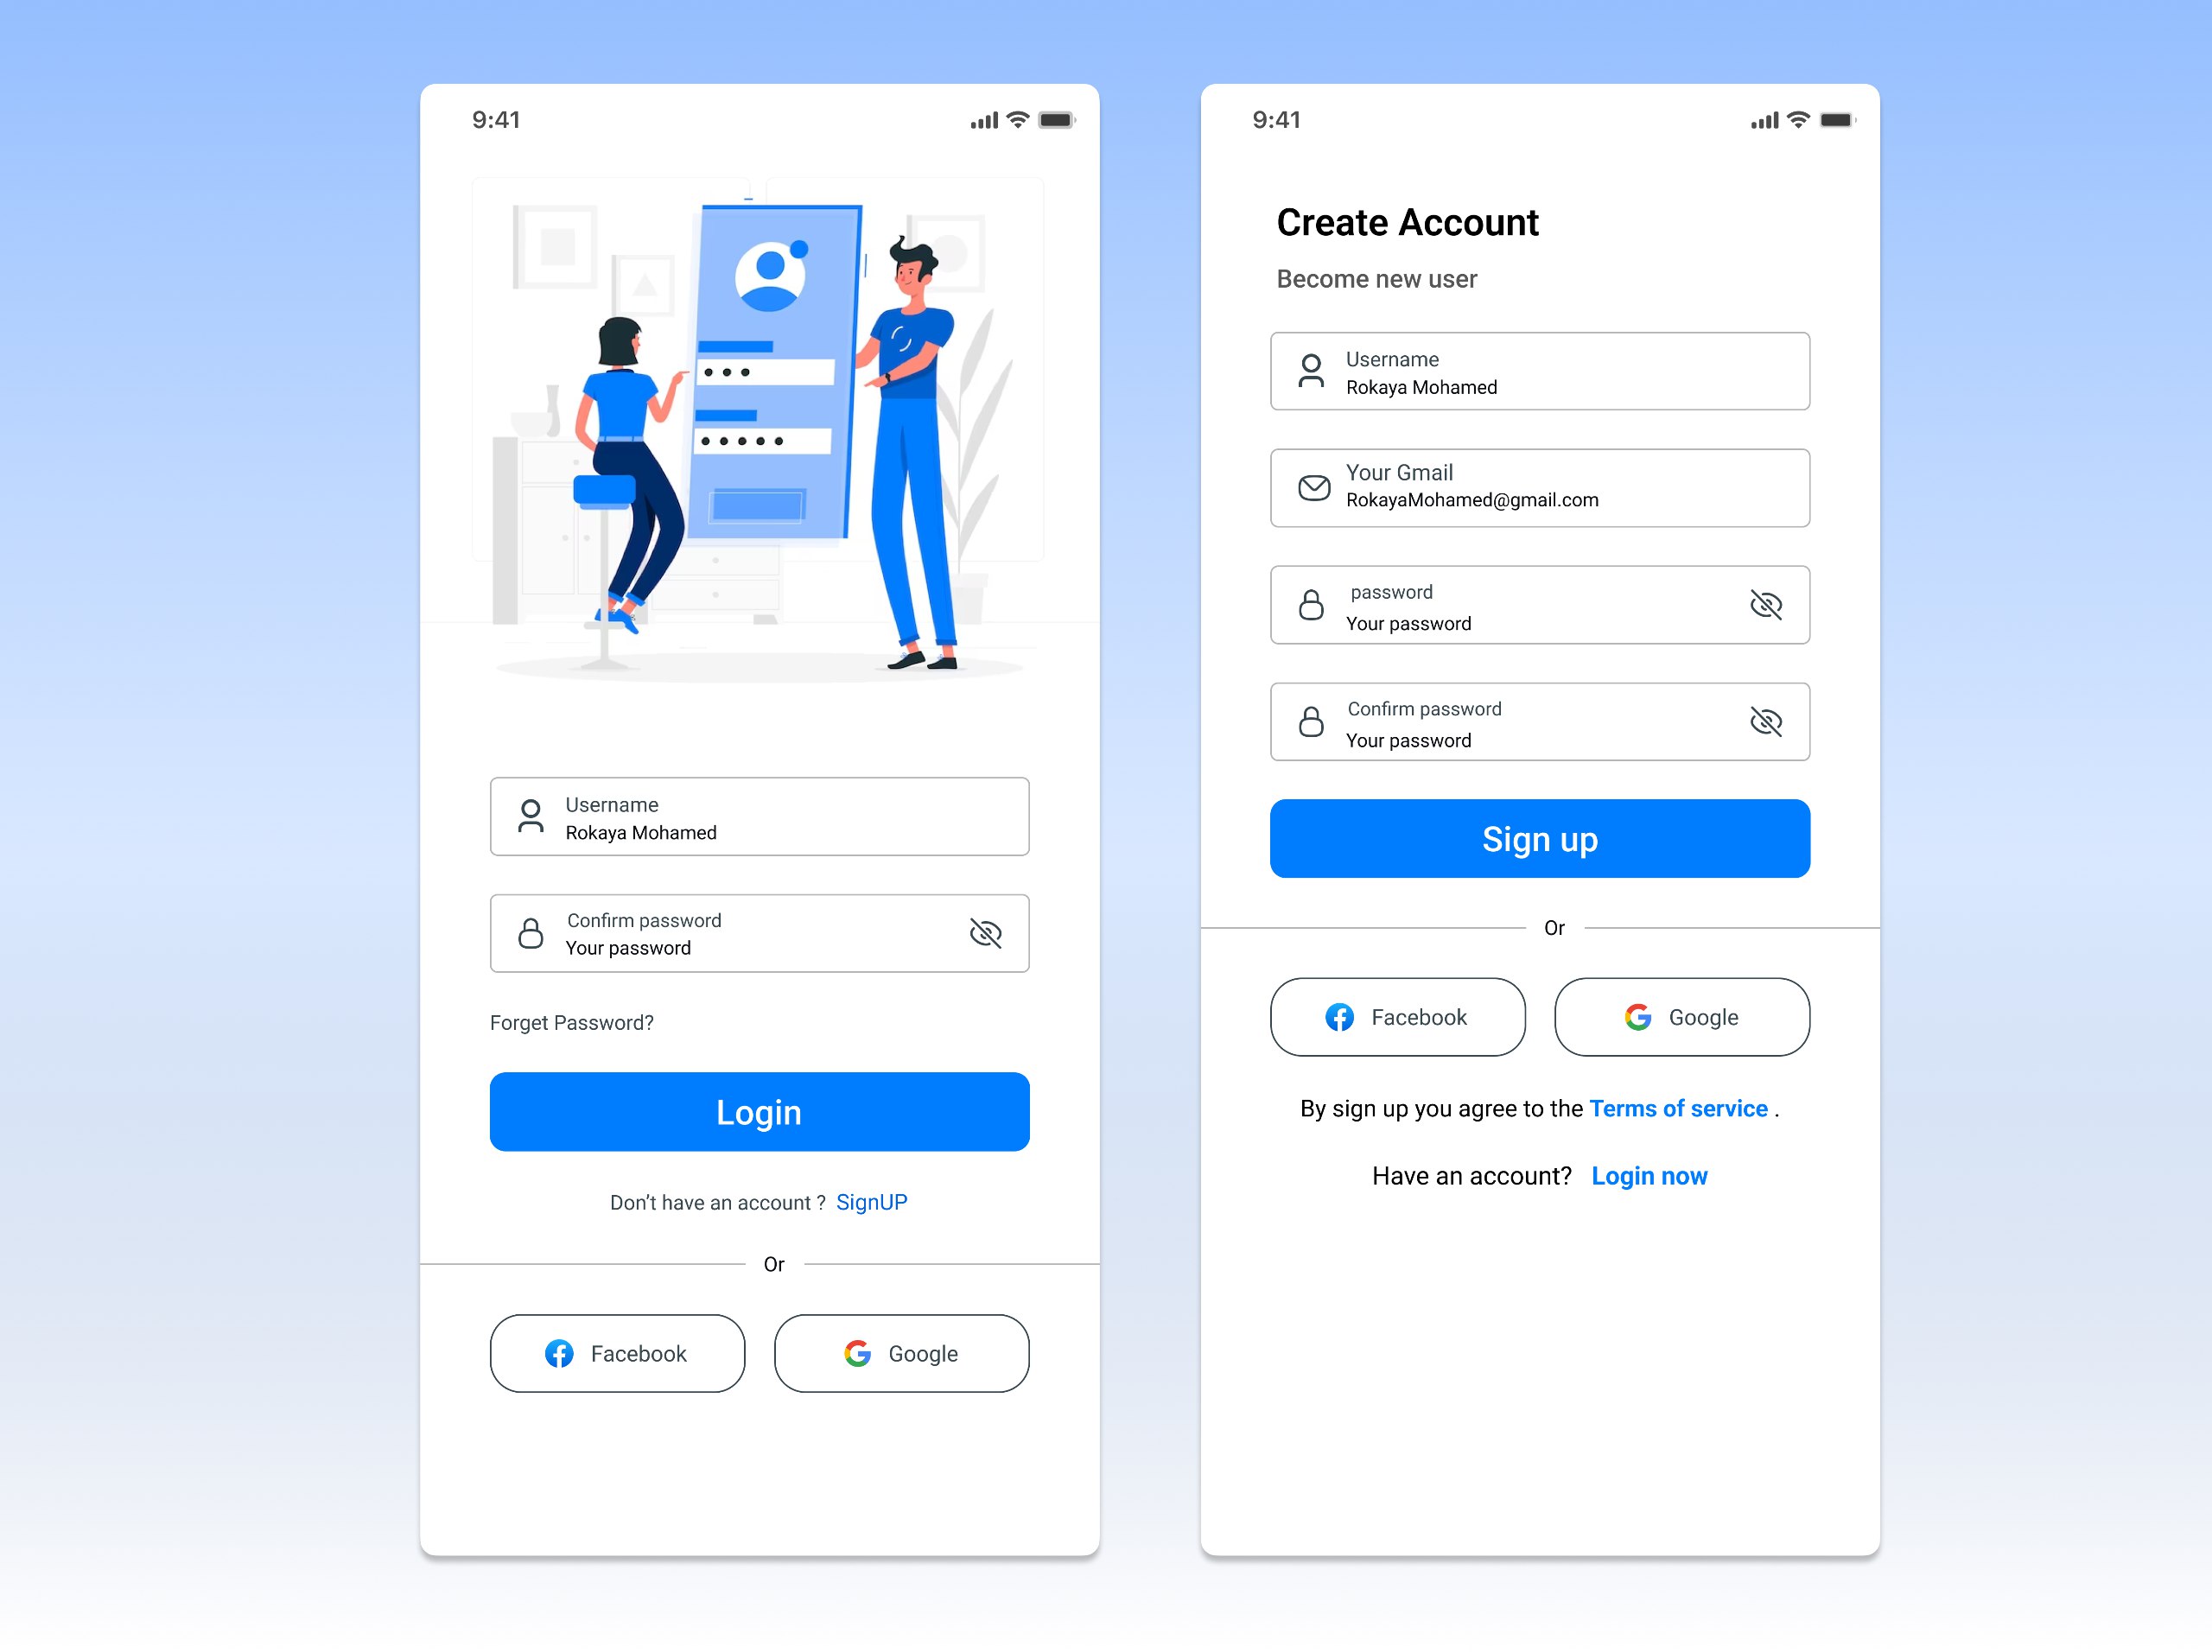 9:41
Username
Rokaya Mohamed
Confirm password
Your password
Forget Password?
Login
Don't have an account ? SignUP
Or
Facebook
Google
9:41
Create Account
Become new user
Username
Rokaya Mohamed
Your Gmail
RokayaMohamed@gmail.com
password
Your password
Confirm password
Your password
Sign up
Or
Facebook
Google
By sign up you agree to the Terms of service .
Have an account? Login now